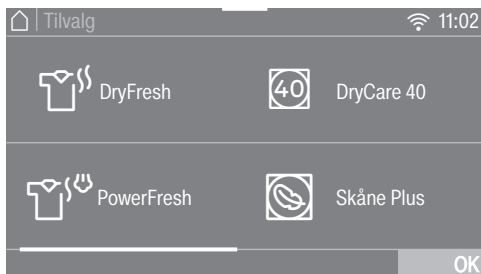 Tilvalg 11:02
DryFresh
40 DryCare 40
PowerFresh
Skåne Plus
OK